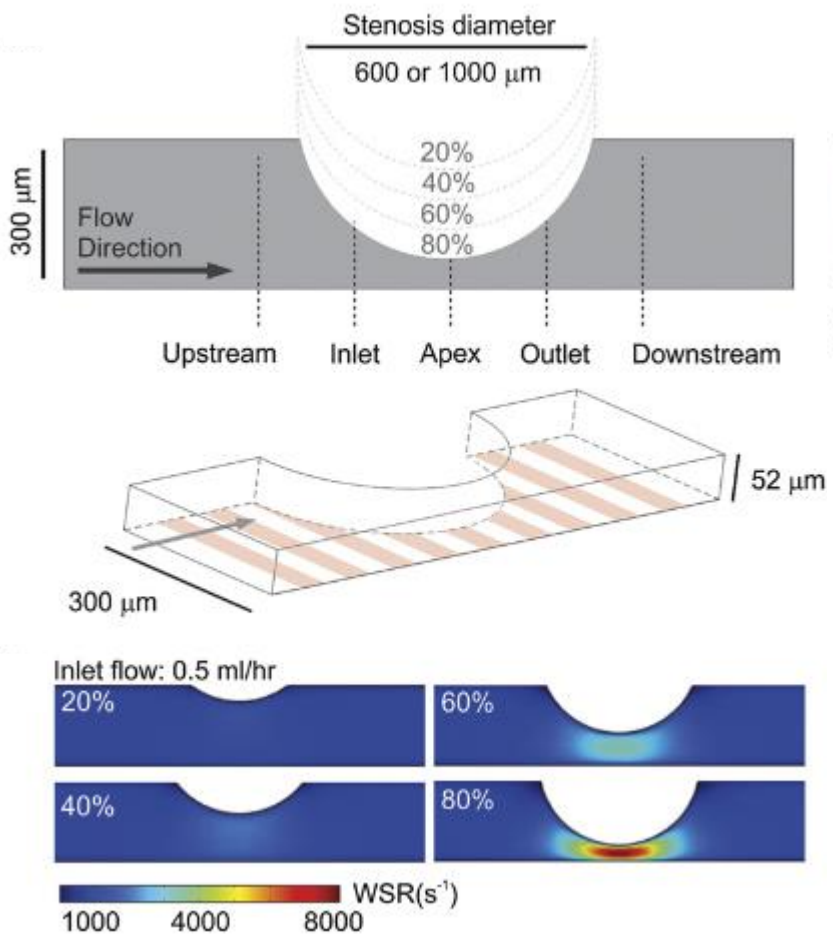 Stenosis diameter
600 or 1000 μm
20%
40%
60%
80%
300 μm
Flow
Direction
Upstream Inlet Apex Outlet Downstream
52 μm
300 μm
Inlet flow: 0.5 ml/hr
20% 60%
40% 80%
WSR(s⁻¹)
1000 4000 8000